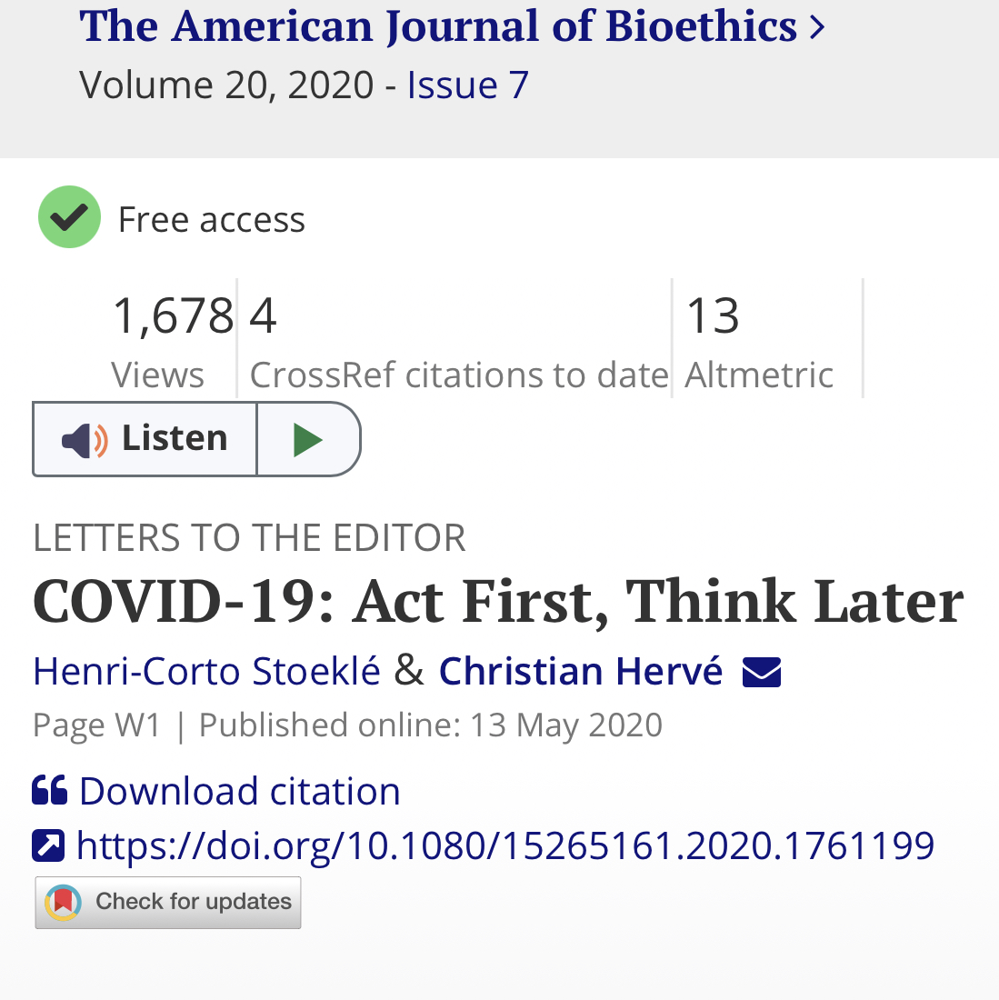 The American Journal of Bioethics >
Volume 20, 2020 - Issue 7
Free access
1,678 4 13
Views CrossRef citations to date Altmetric
Listen
LETTERS TO THE EDITOR
COVID-19: Act First, Think Later
Henri-Corto Stoeklé & Christian Hervé
Page W1 | Published online: 13 May 2020
Download citation
https://doi.org/10.1080/15265161.2020.1761199
Check for updates